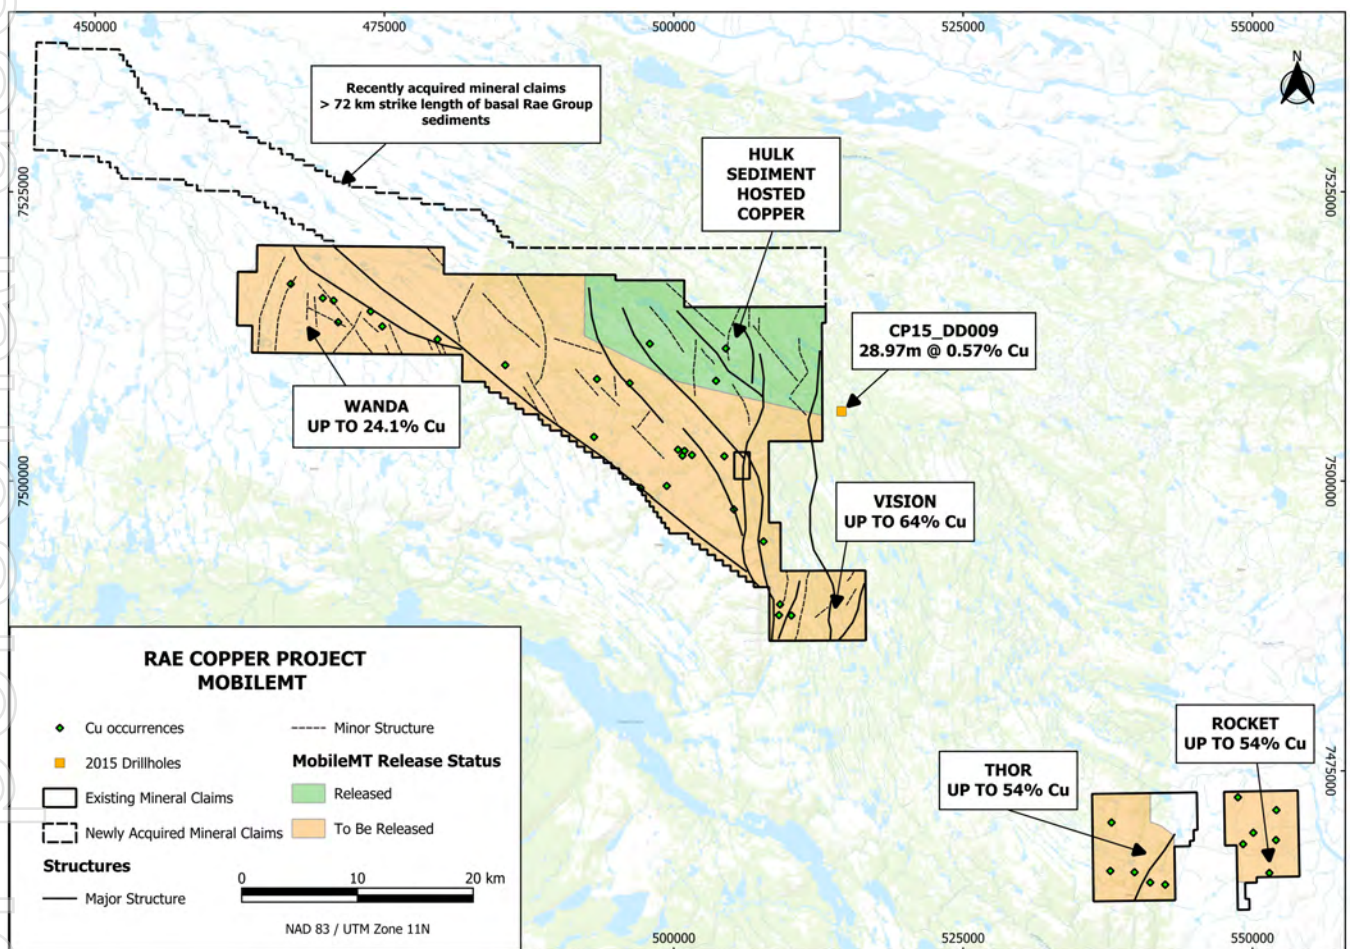 450000
475000
500000
525000
550000
N
Recently acquired mineral claims
> 72 km strike length of basal Rae Group
sediments
HULK
SEDIMENT
HOSTED
COPPER
7525000
7525000
CP15_DD009
28.97m @ 0.57% Cu
WANDA
UP TO 24.1% Cu
7500000
7500000
VISION
UP TO 64% Cu
RAE COPPER PROJECT
MOBILEMT
Cu occurrences
2015 Drillholes
Existing Mineral Claims
Newly Acquired Mineral Claims
Structures
Major Structure
Minor Structure
MobileMT Release Status
Released
To Be Released
0
10
20 km
NAD 83 / UTM Zone 11N
ROCKET
UP TO 54% Cu
THOR
UP TO 54% Cu
7475000
500000
525000
550000